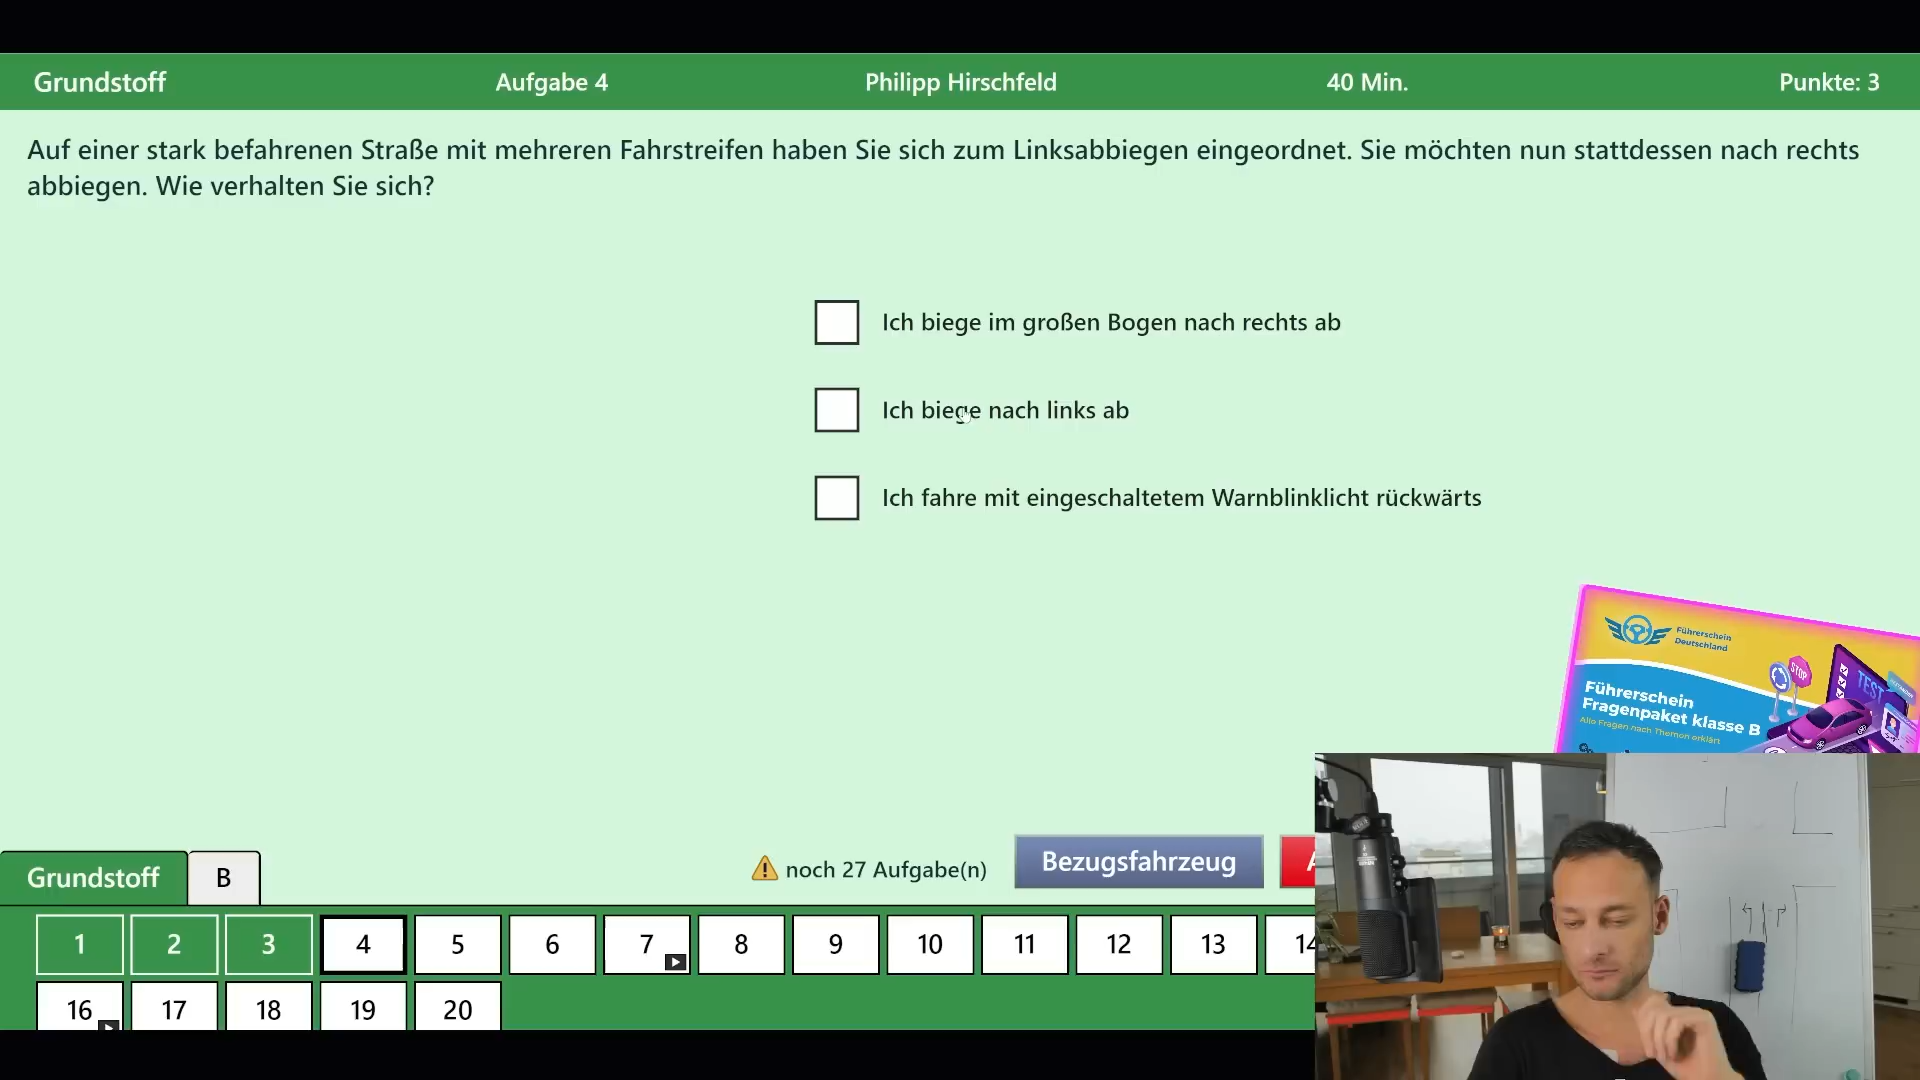 Grundstoff
Aufgabe 4
Philipp Hirschfeld
40 Min.
Punkte: 3
Auf einer stark befahrenen Straße mit mehreren Fahrstreifen haben Sie sich zum Linksabbiegen eingeordnet. Sie möchten nun stattdessen nach rechts
abbiegen. Wie verhalten Sie sich?
Ich biege im großen Bogen nach rechts ab
Ich biege nach links ab
Ich fahre mit eingeschaltetem Warnblinklicht rückwärts
Führerschein
Deutschland
STOP
TEST
Führerschein
Fragenpaket klasse B
Alle Fragen nach Themen erklärt
Grundstoff
B
noch 27 Aufgabe(n)
Bezugsfahrzeug
1 2 3 4 5 6 7 8 9 10 11 12 13 14
16 17 18 19 20